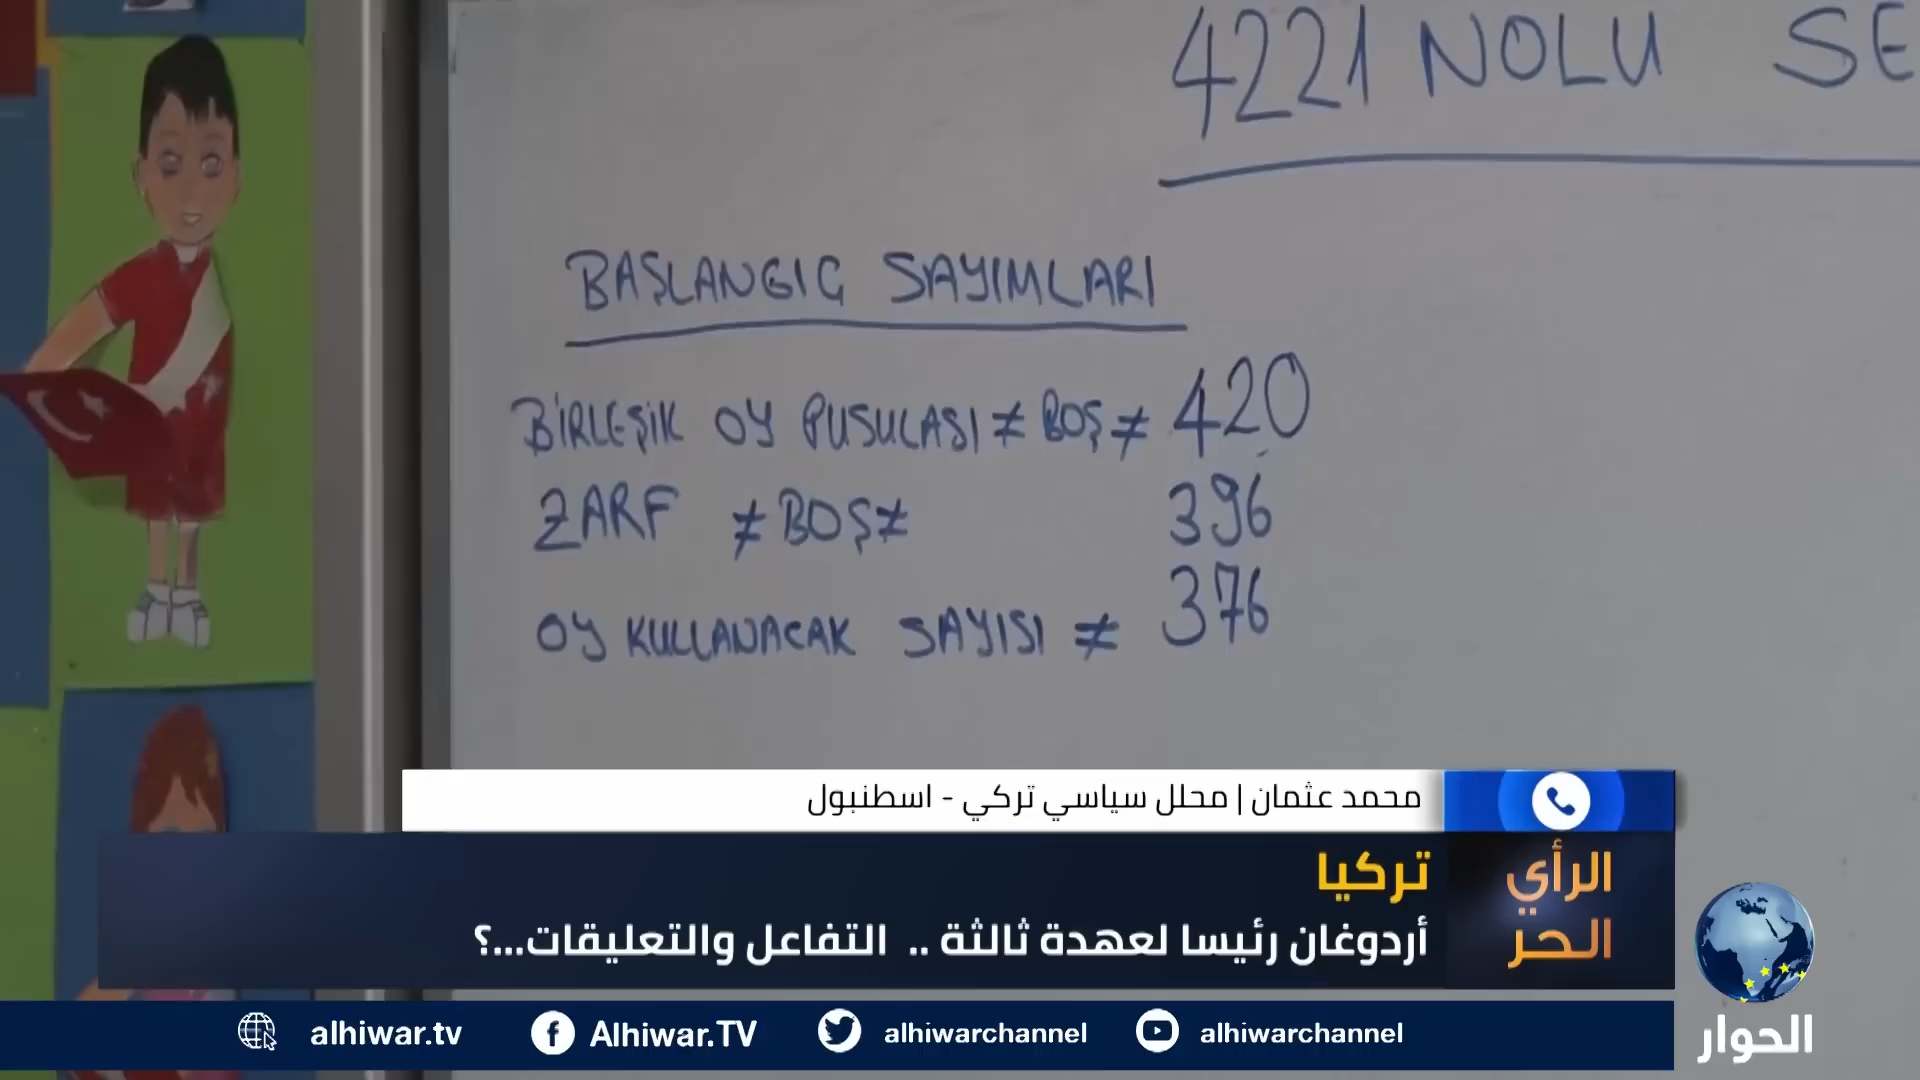 4221 NOLU SE
BAŞLANGIG SAYIMLARI
BİRLEŞİK OY PUSULASI ≠ BOŞ ≠ 420
ZARF ≠ BOŞ ≠ 396
OY KULLANACAK SAYISI ≠ 376
محمد عثمان | محلل سياسي تركي - اسطنبول
الرأي الحر
تركيا
أردوغان رئيسا لعهدة ثالثة .. التفاعل والتعليقات...؟
alhiwar.tv Alhiwar.TV alhiwarchannel alhiwarchannel
الحوار